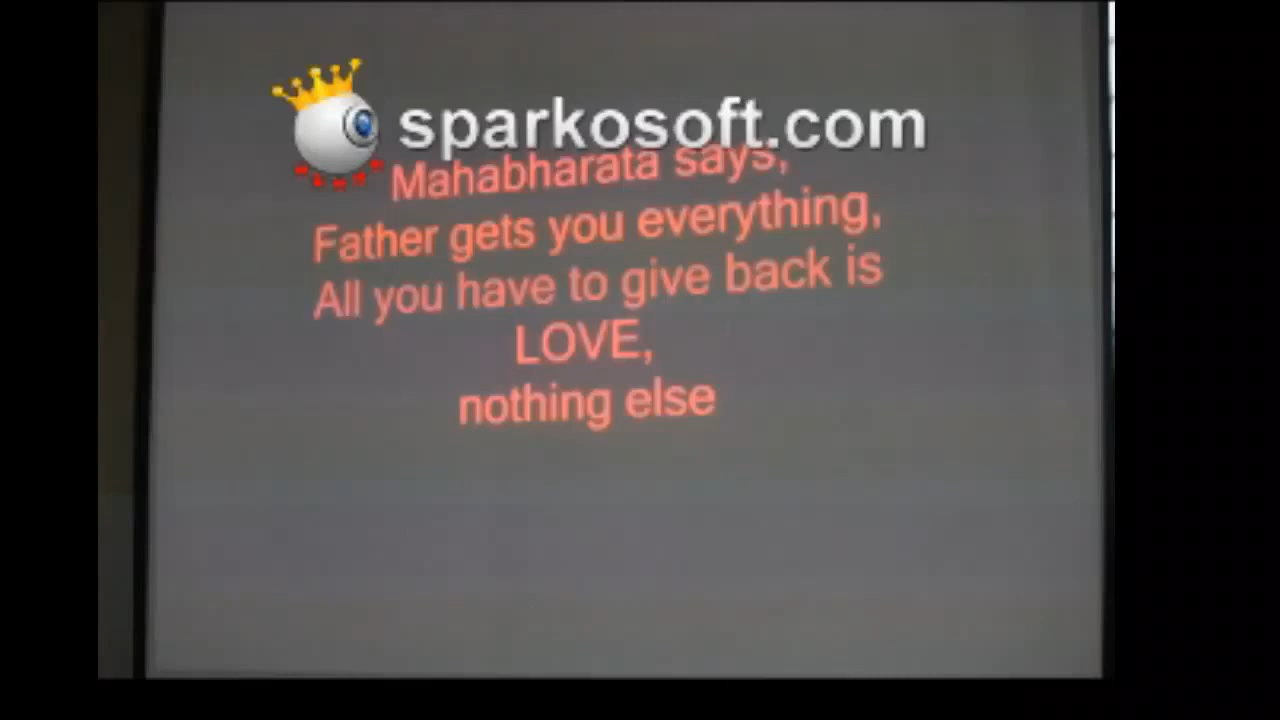 sparkosoft.com
Mahabharata says,
Father gets you everything,
All you have to give back is
LOVE,
nothing else